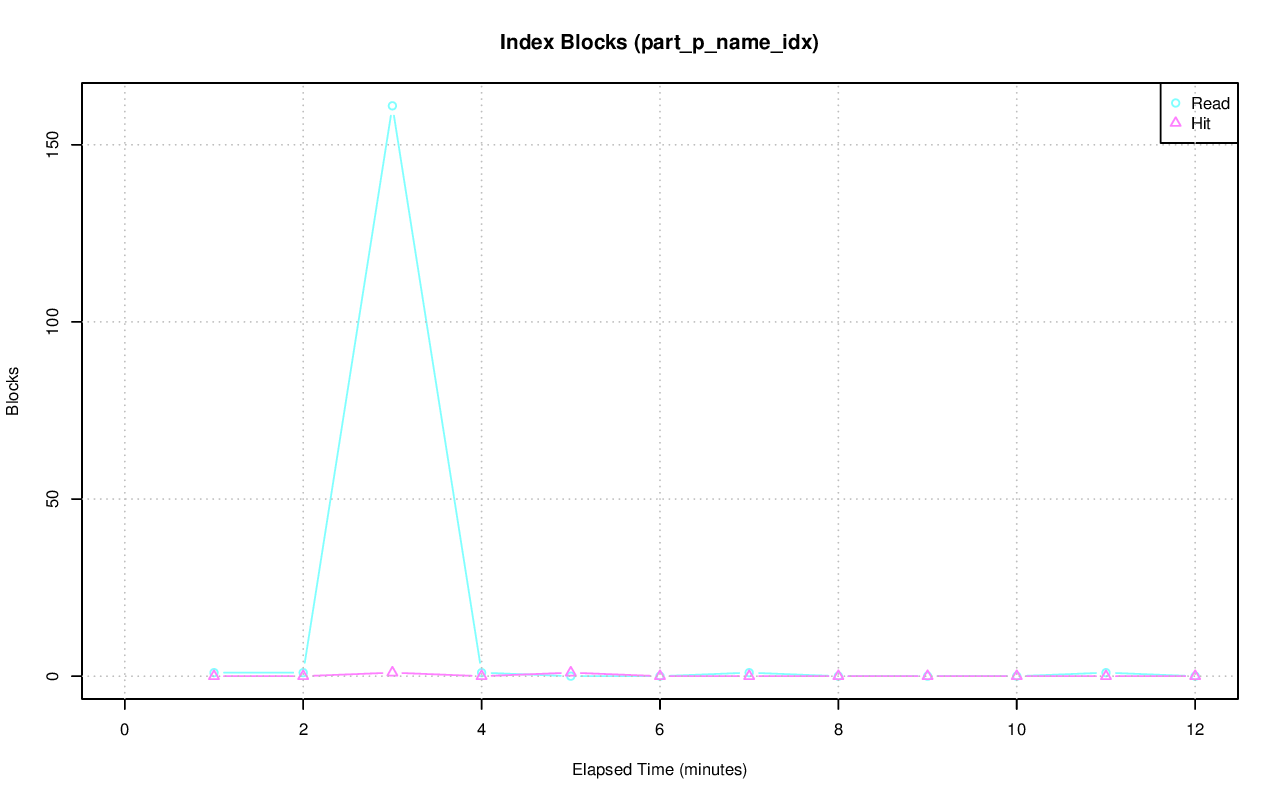 Index Blocks (part_p_name_idx)
Read
Hit
150
100
50
0
Blocks
0 2 4 6 8 10 12
Elapsed Time (minutes)